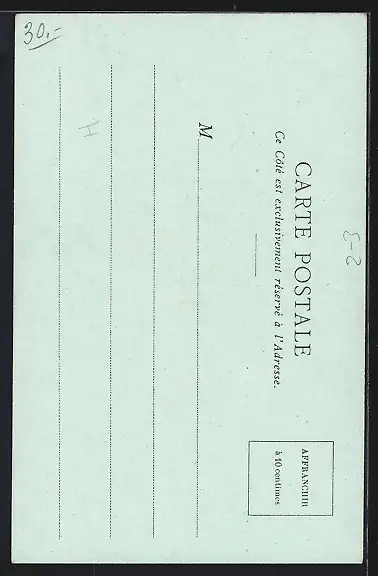 CARTE POSTALE
Ce Côté est exclusivement réservé à l'Adresse.
AFFRANCHIR
à 10 centimes
M
30.-
H